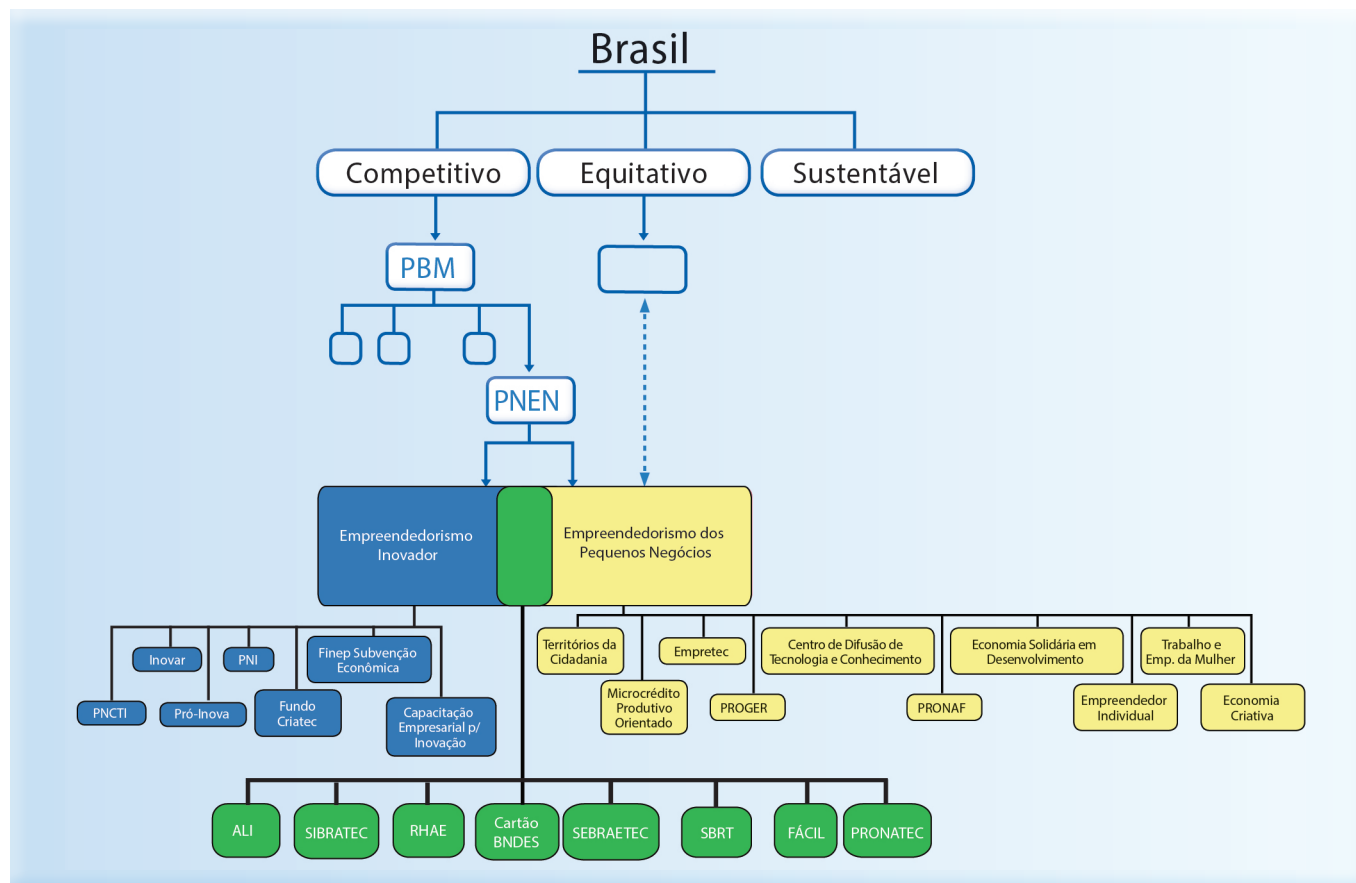 Brasil
Competitivo
Equitativo
Sustentável
PBM
PNEN
Empreendedorismo
Inovador
Empreendedorismo dos
Pequenos Negócios
Inovar
PNI
Finep Subvenção
Econômica
PNCTI
Pró-Inova
Fundo
Criatec
Capacitação
Empresarial p/
Inovação
Territórios da
Cidadania
Empretec
Centro de Difusão de
Tecnologia e Conhecimento
Economia Solidária em
Desenvolvimento
Trabalho e
Emp. da Mulher
Microcrédito
Produtivo
Orientado
PROGER
PRONAF
Empreendedor
Individual
Economia
Criativa
ALI
SIBRATEC
RHAE
Cartão
BNDES
SEBRAETEC
SBRT
FÁCIL
PRONATEC